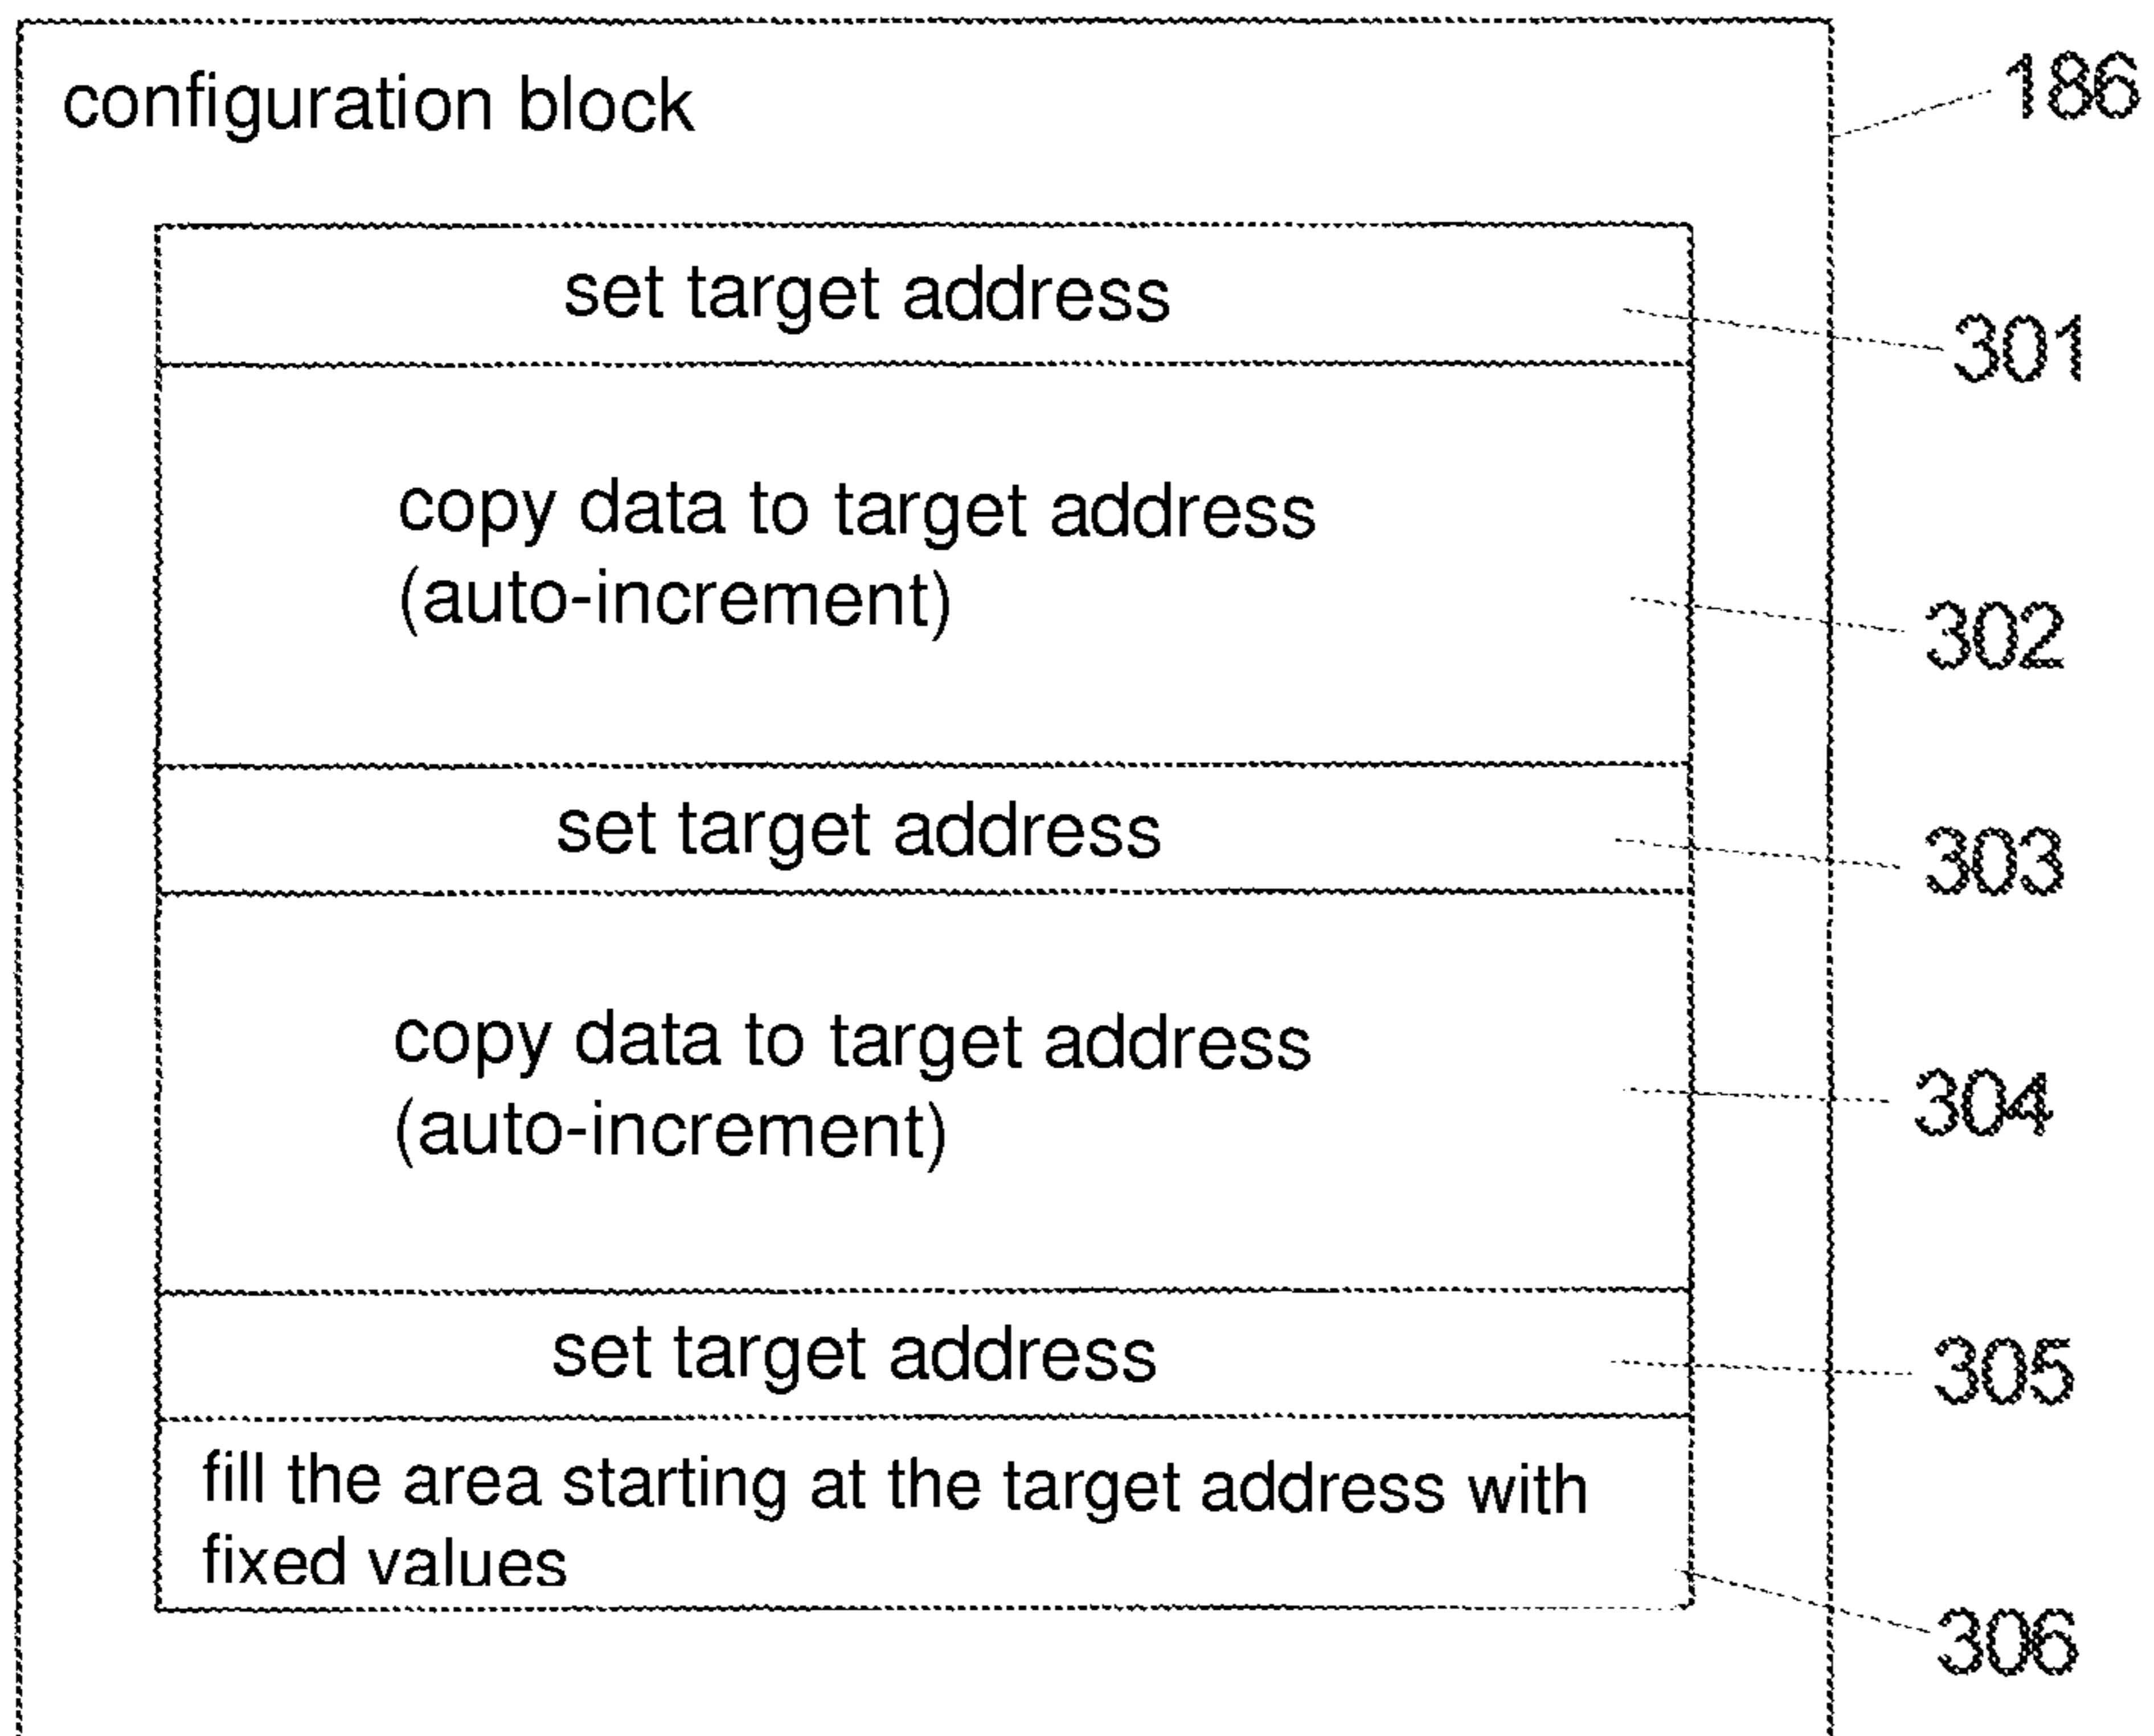 configuration block
186
set target address
301
copy data to target address
(auto-increment)
302
set target address
303
copy data to target address
(auto-increment)
304
set target address
305
fill the area starting at the target address with
fixed values
306